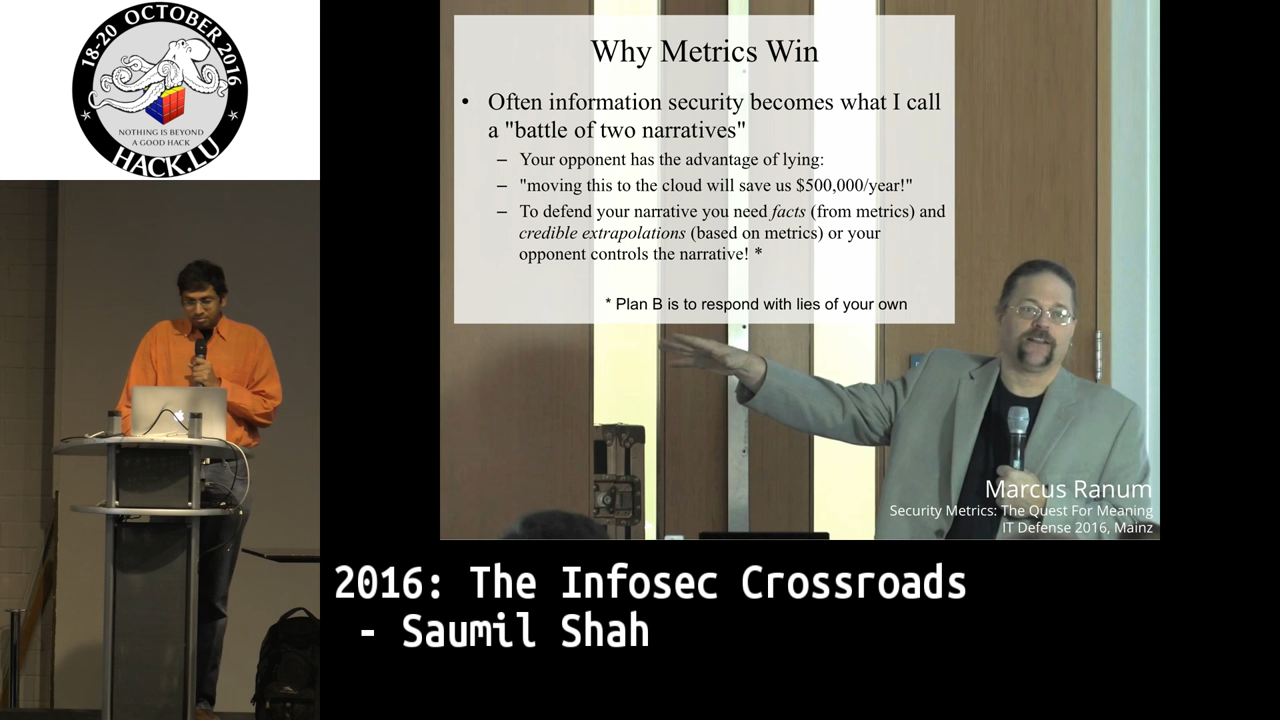 18-20 OCTOBER 2016
NOTHING IS BEYOND
A GOOD HACK
HACK.LU
Why Metrics Win
• Often information security becomes what I call
a "battle of two narratives"
– Your opponent has the advantage of lying:
– "moving this to the cloud will save us $500,000/year!"
– To defend your narrative you need facts (from metrics) and
credible extrapolations (based on metrics) or your
opponent controls the narrative! *
* Plan B is to respond with lies of your own
Marcus Ranum
Security Metrics: The Quest For Meaning
IT Defense 2016, Mainz
2016: The Infosec Crossroads
- Saumil Shah